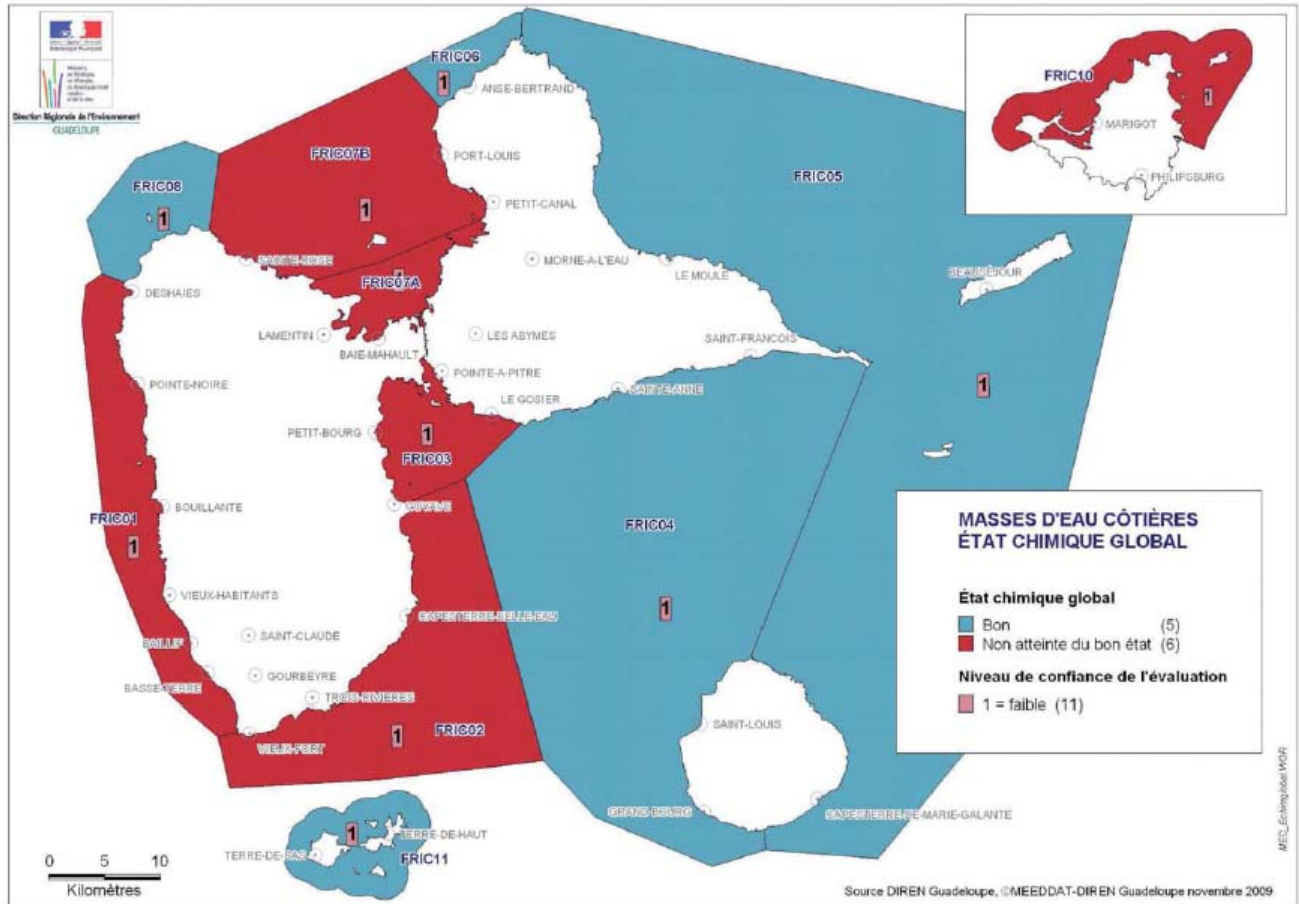 Direction Régionale de l'Environnement
GUADELOUPE
FRIC06
1
ANSE-BERTRAND
FRIC10
1
MARIGOT
PHILIPSBURG
FRIC07B
PORT-LOUIS
FRIC05
FRIC08
1
1
PETIT-CANAL
SAINTE-ROSE
MORNE-A-L'EAU
LE MOULE
FRIC07A
1
BEAUSÉJOUR
DESHAIES
LAMENTIN
LES ABYMES
SAINT-FRANCOIS
BAIE-MAHAULT
POINTE-NOIRE
POINTE-A-PITRE
SAINTE-ANNE
1
LE GOSIER
PETIT-BOURG
1
FRIC03
GOYAVE
BOUILLANTE
FRIC01
1
FRIC04
1
VIEUX-HABITANTS
CAPESTERRE-BELLE-EAU
SAINT-CLAUDE
BAILLIF
BASSE-TERRE
GOURBEYRE
TROIS-RIVIERES
VIEUX-FORT
1
FRIC02
SAINT-LOUIS
GRAND-BOURG
CAPESTERRE-DE-MARIE-GALANTE
1
TERRE-DE-HAUT
TERRE-DE-BAS
FRIC11
MASSES D'EAU CÔTIÈRES
ÉTAT CHIMIQUE GLOBAL
État chimique global
Bon (5)
Non atteinte du bon état (6)
Niveau de confiance de l'évaluation
1 = faible (11)
0 5 10
Kilomètres
Source DIREN Guadeloupe, ©MEEDDAT-DIREN Guadeloupe novembre 2009